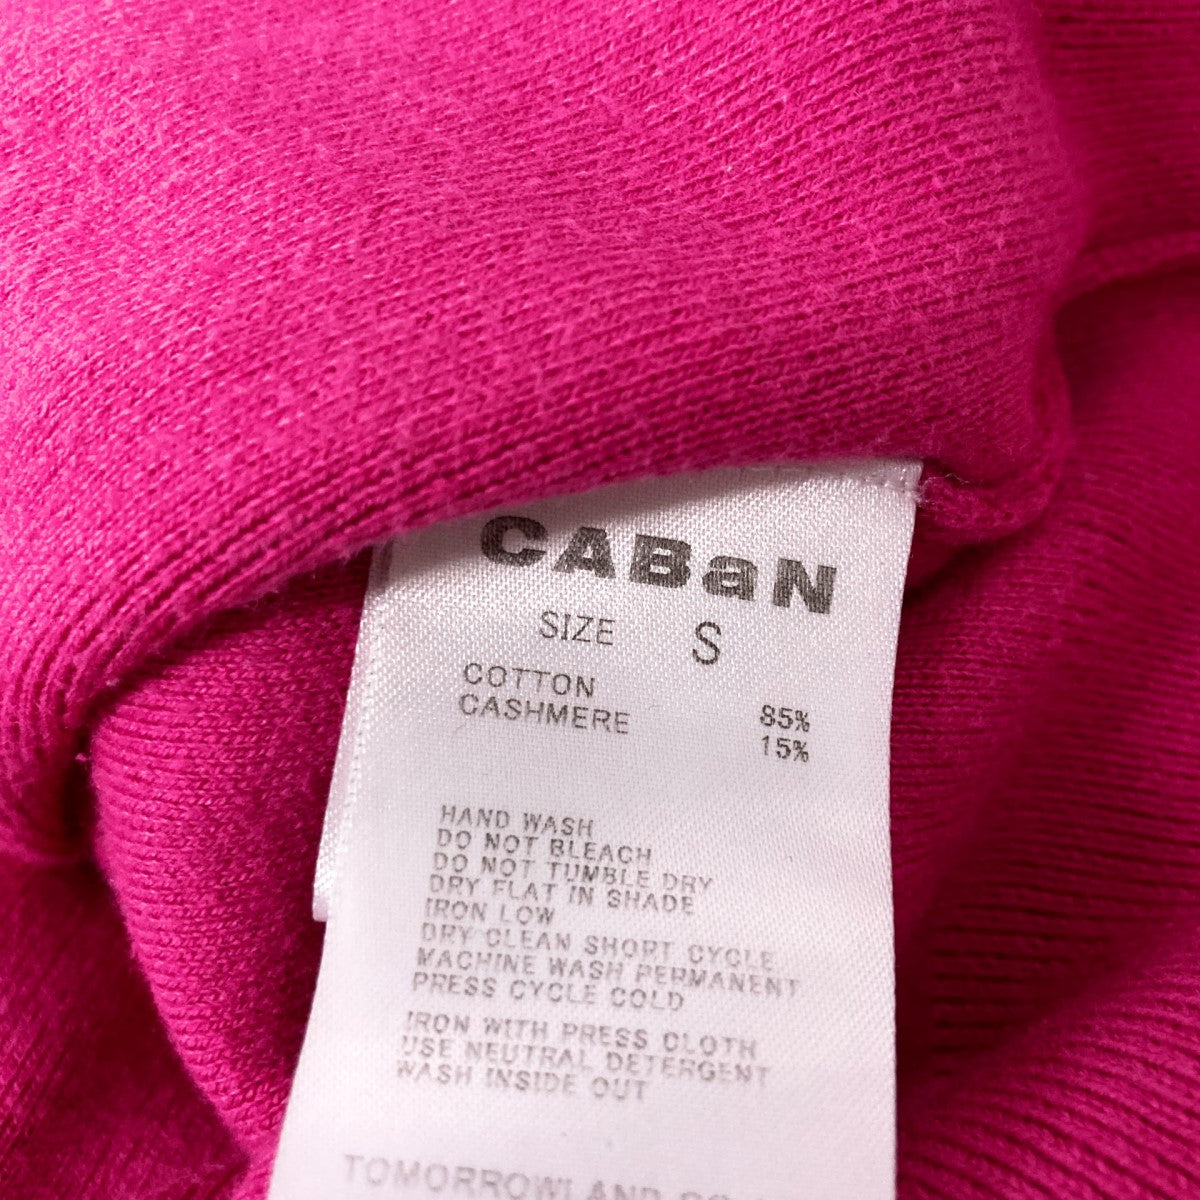 CABaN
SIZE S
COTTON 85%
CASHMERE 15%
HAND WASH
DO NOT BLEACH
DO NOT TUMBLE DRY
DRY FLAT IN SHADE
IRON LOW
DRY CLEAN SHORT CYCLE
MACHINE WASH PERMANENT
PRESS CYCLE COLD
IRON WITH PRESS CLOTH
USE NEUTRAL DETERGENT
WASH INSIDE OUT
TOMORROWLAND